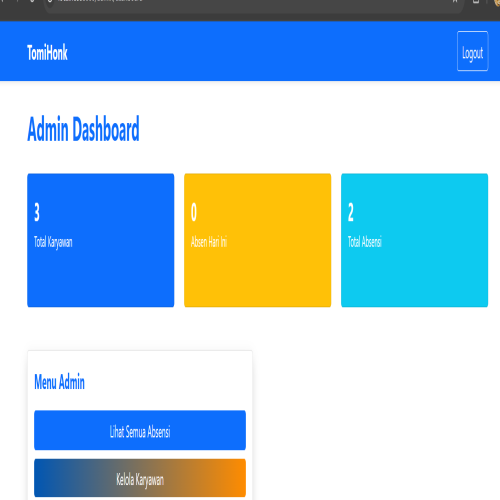 TomiHonk
Logout
Admin Dashboard
3
Total Karyawan
0
Absen Hari Ini
2
Total Absensi
Menu Admin
Lihat Semua Absensi
Kelola Karyawan